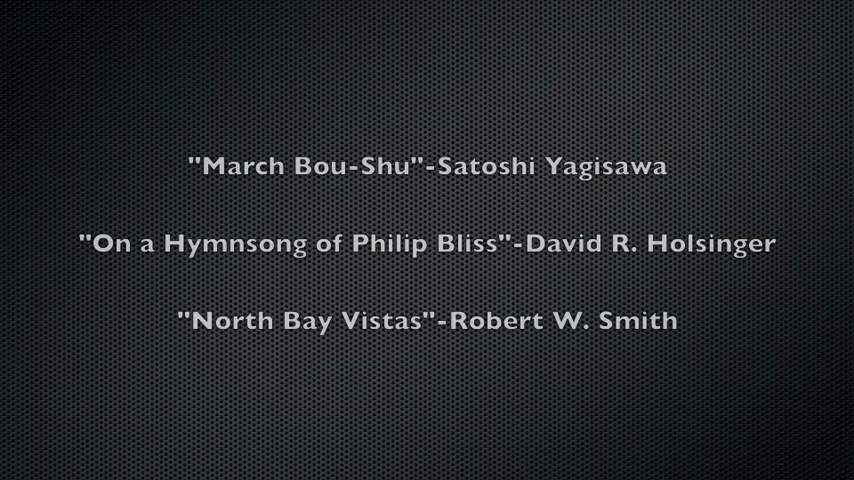 "March Bou-Shu"-Satoshi Yagisawa
"On a Hymnsong of Philip Bliss"-David R. Holsinger
"North Bay Vistas"-Robert W. Smith